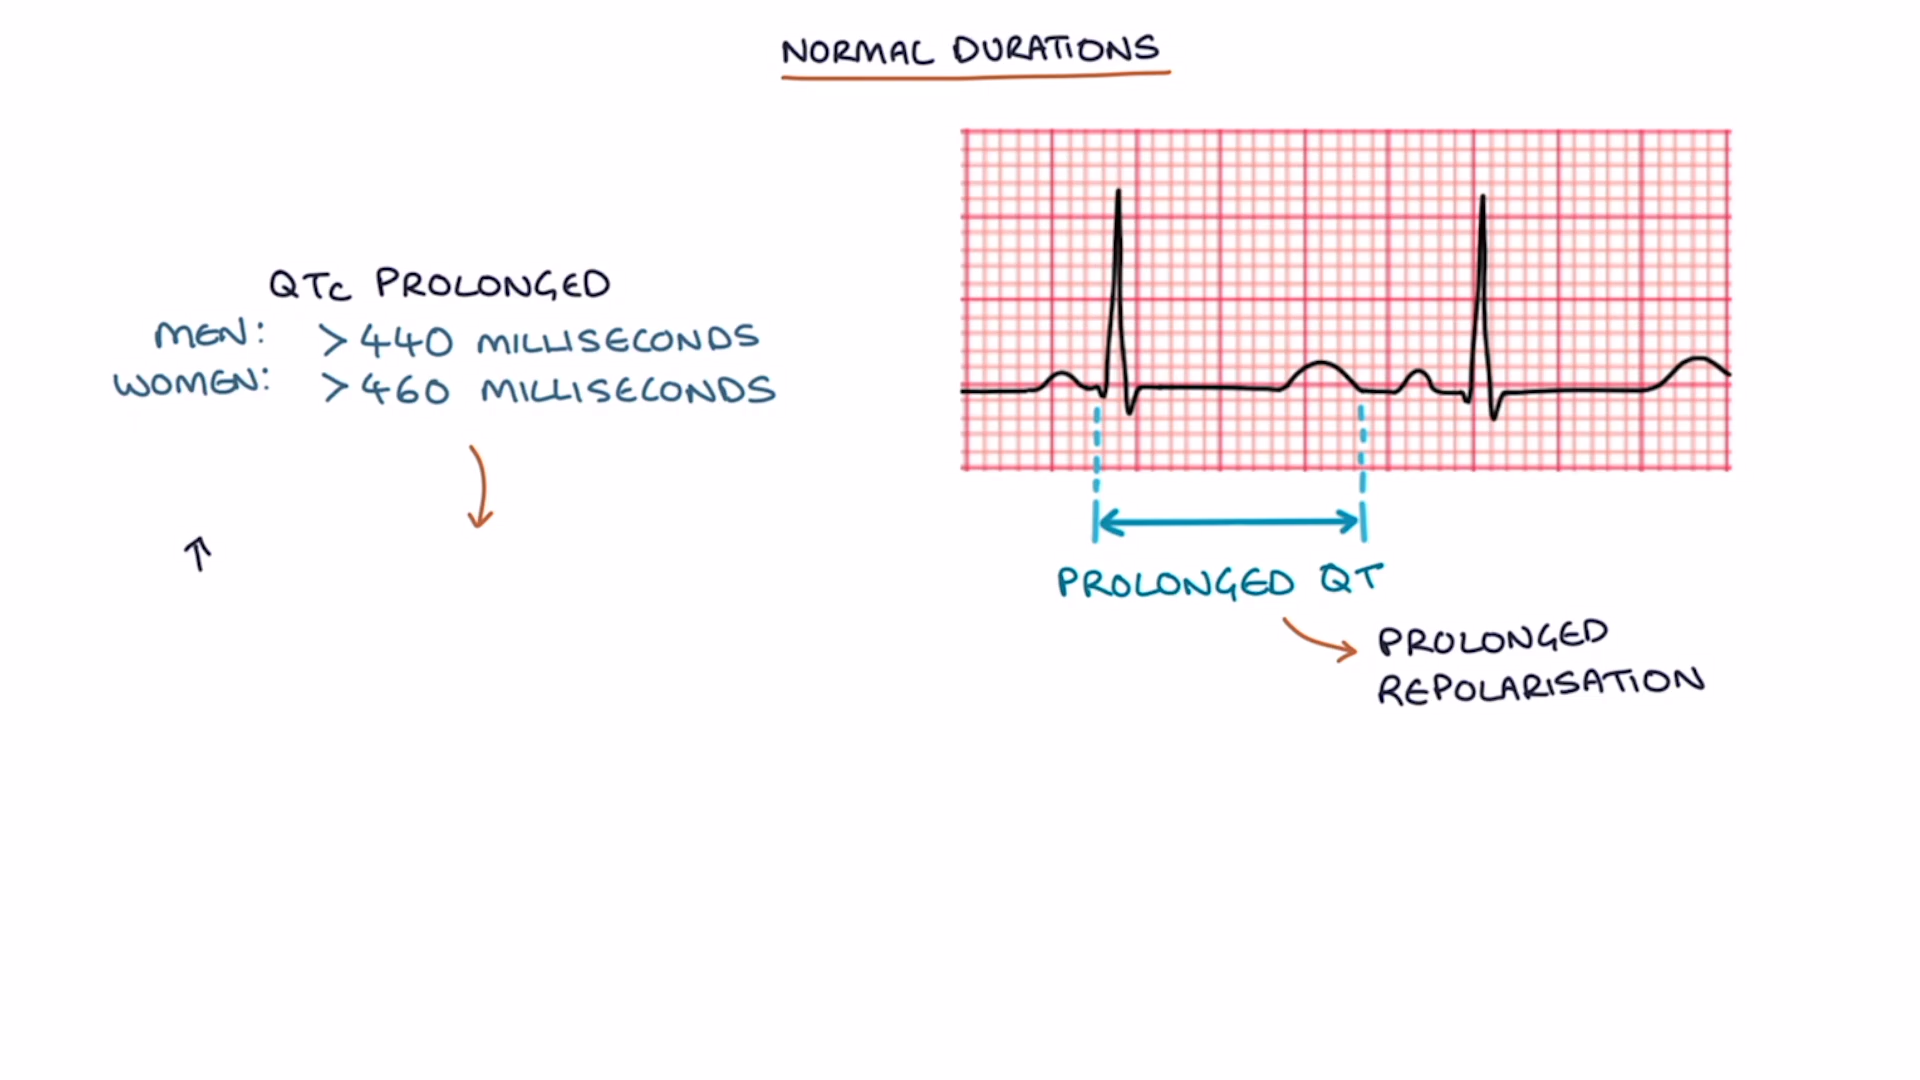 NORMAL DURATIONS
QTc PROLONGED
MEN: >440 MILLISECONDS
WOMEN: >460 MILLISECONDS
PROLONGED QT
PROLONGED
REPOLARISATION